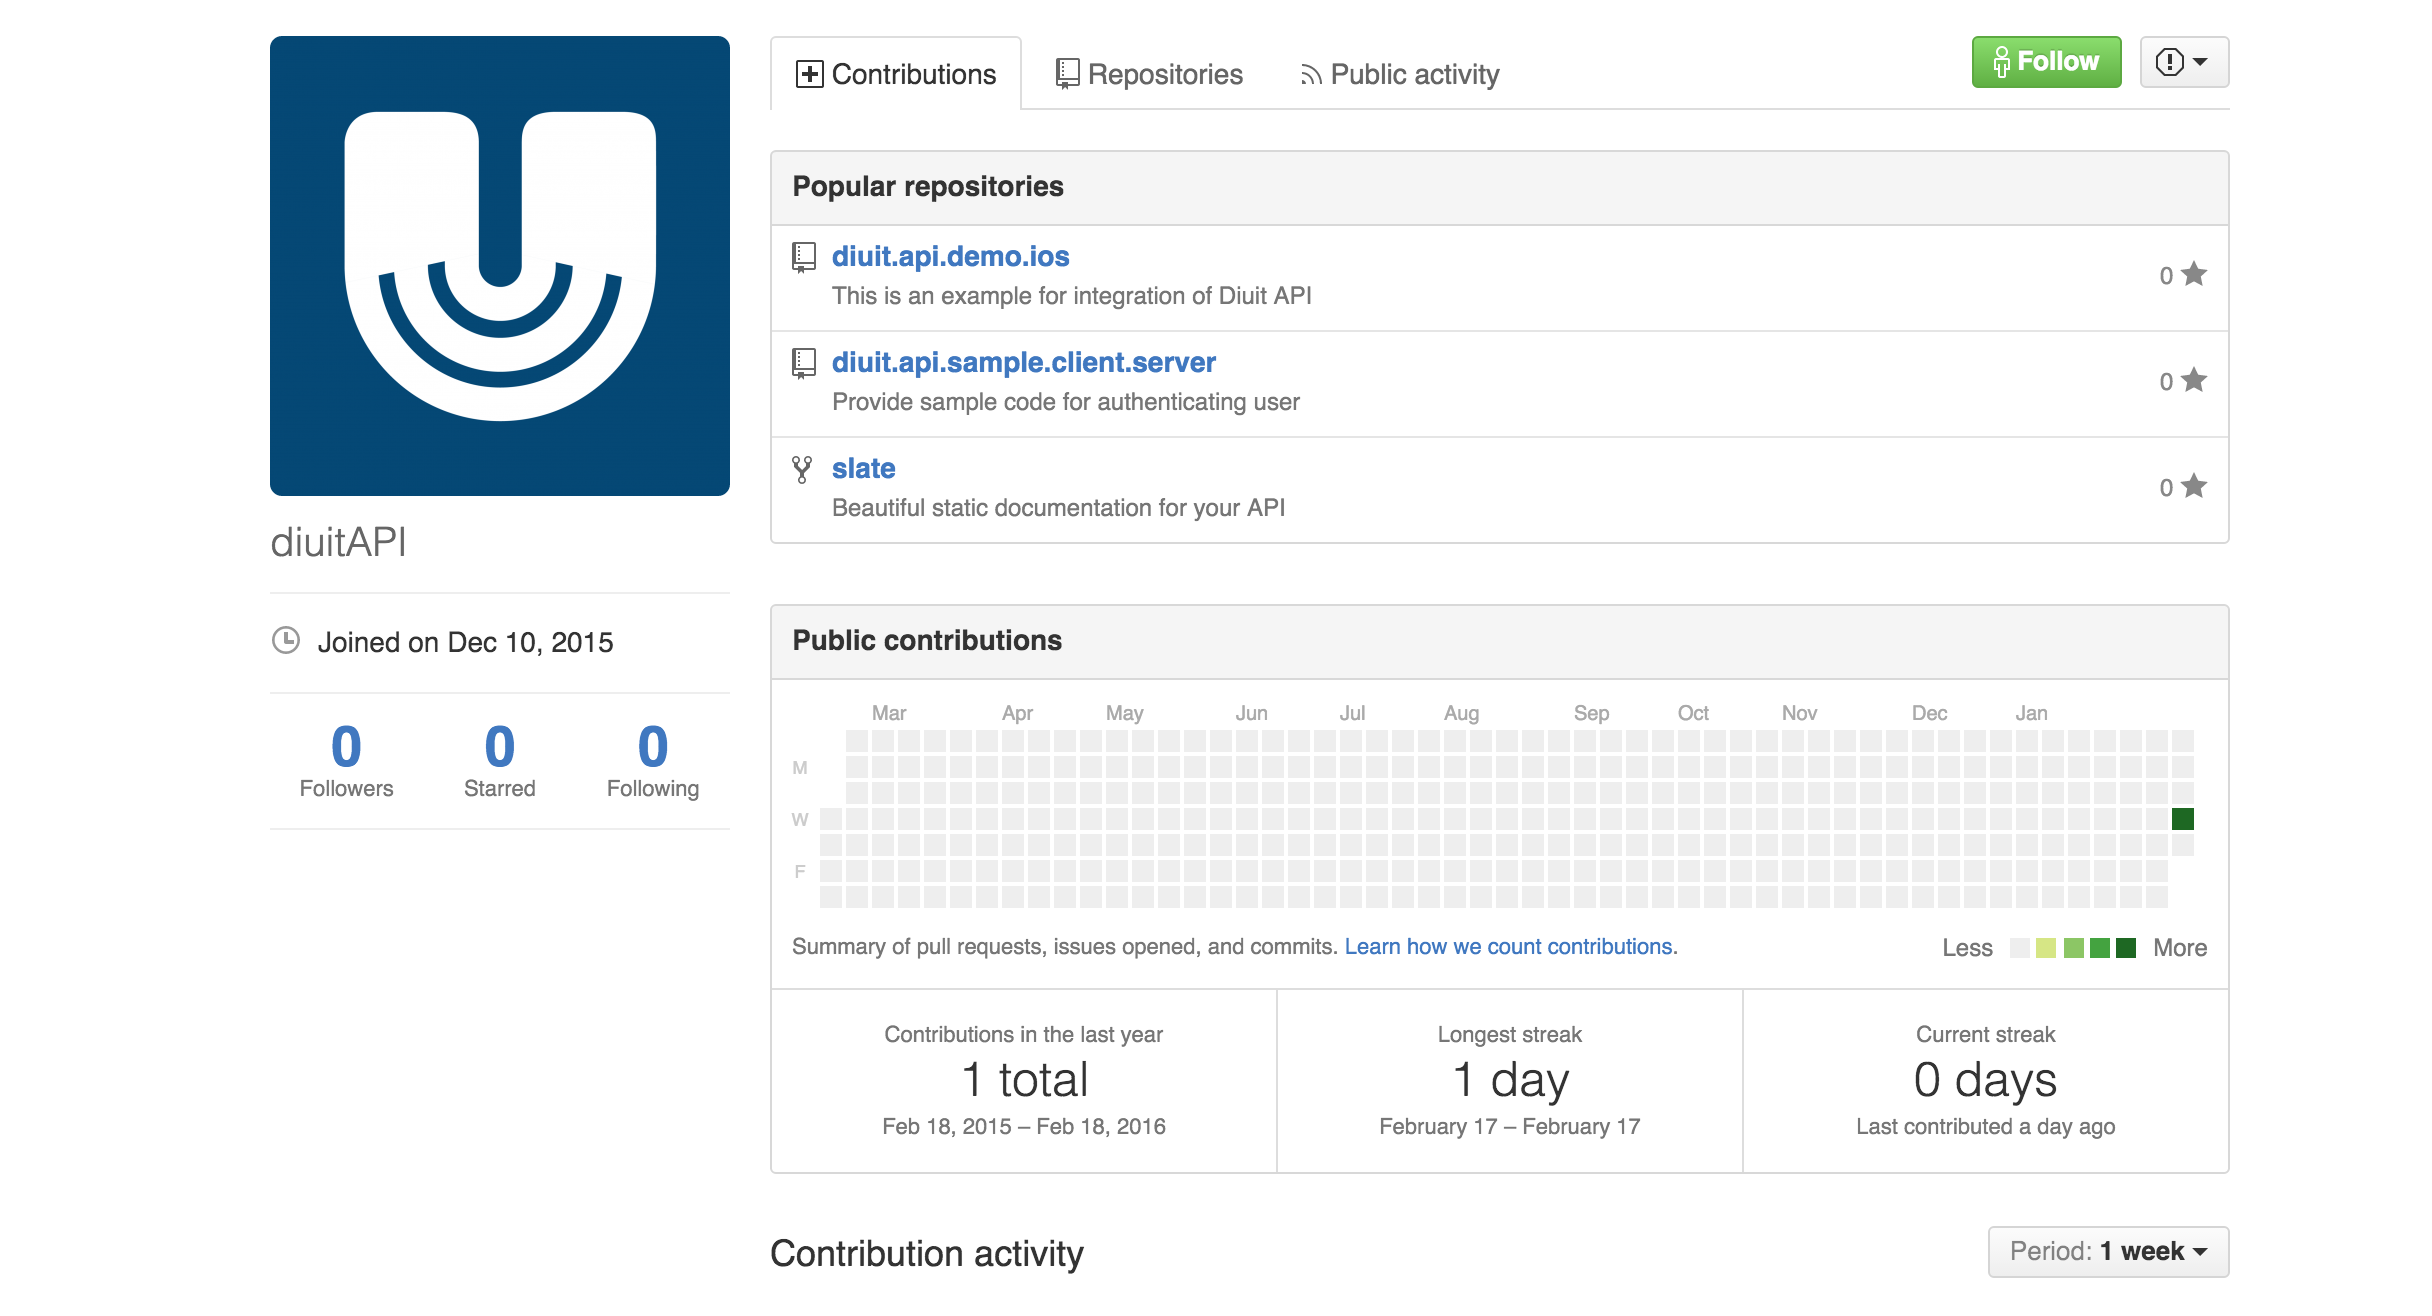 Contributions
Repositories
Public activity
Follow
Popular repositories
diuit.api.demo.ios
This is an example for integration of Diuit API
0
diuit.api.sample.client.server
Provide sample code for authenticating user
0
slate
Beautiful static documentation for your API
0
diuitAPI
Joined on Dec 10, 2015
0 0 0
Followers Starred Following
Public contributions
Mar Apr May Jun Jul Aug Sep Oct Nov Dec Jan
M
W
F
Summary of pull requests, issues opened, and commits. Learn how we count contributions.
Less More
Contributions in the last year
1 total
Feb 18, 2015 – Feb 18, 2016
Longest streak
1 day
February 17 – February 17
Current streak
0 days
Last contributed a day ago
Contribution activity
Period: 1 week